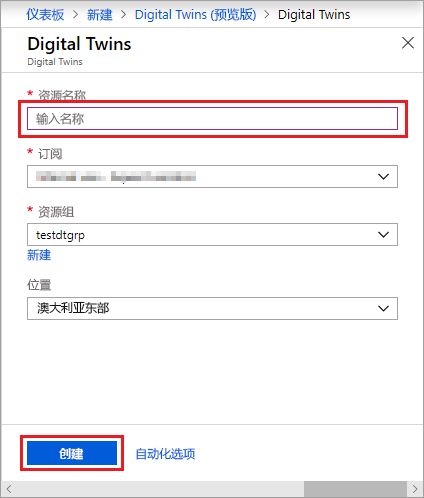 仪表板 > 新建 > Digital Twins (预览版) > Digital Twins
Digital Twins
Digital Twins
* 资源名称
输入名称
* 订阅
* 资源组
testdtgrp
新建
位置
澳大利亚东部
创建 自动化选项